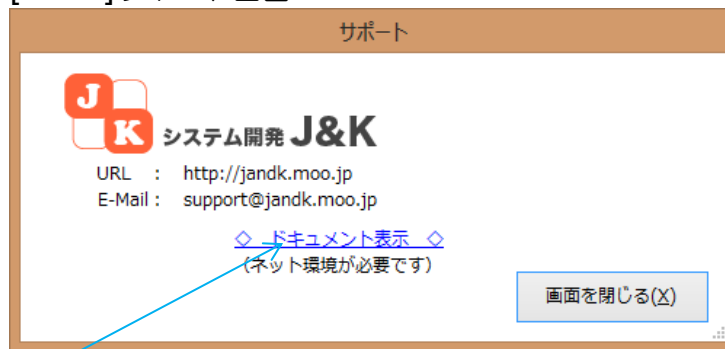 サポート
J
K
システム開発 J&K
URL : http://jandk.moo.jp
E-Mail : support@jandk.moo.jp
◇ ドキュメント表示 ◇
(ネット環境が必要です)
画面を閉じる(X)